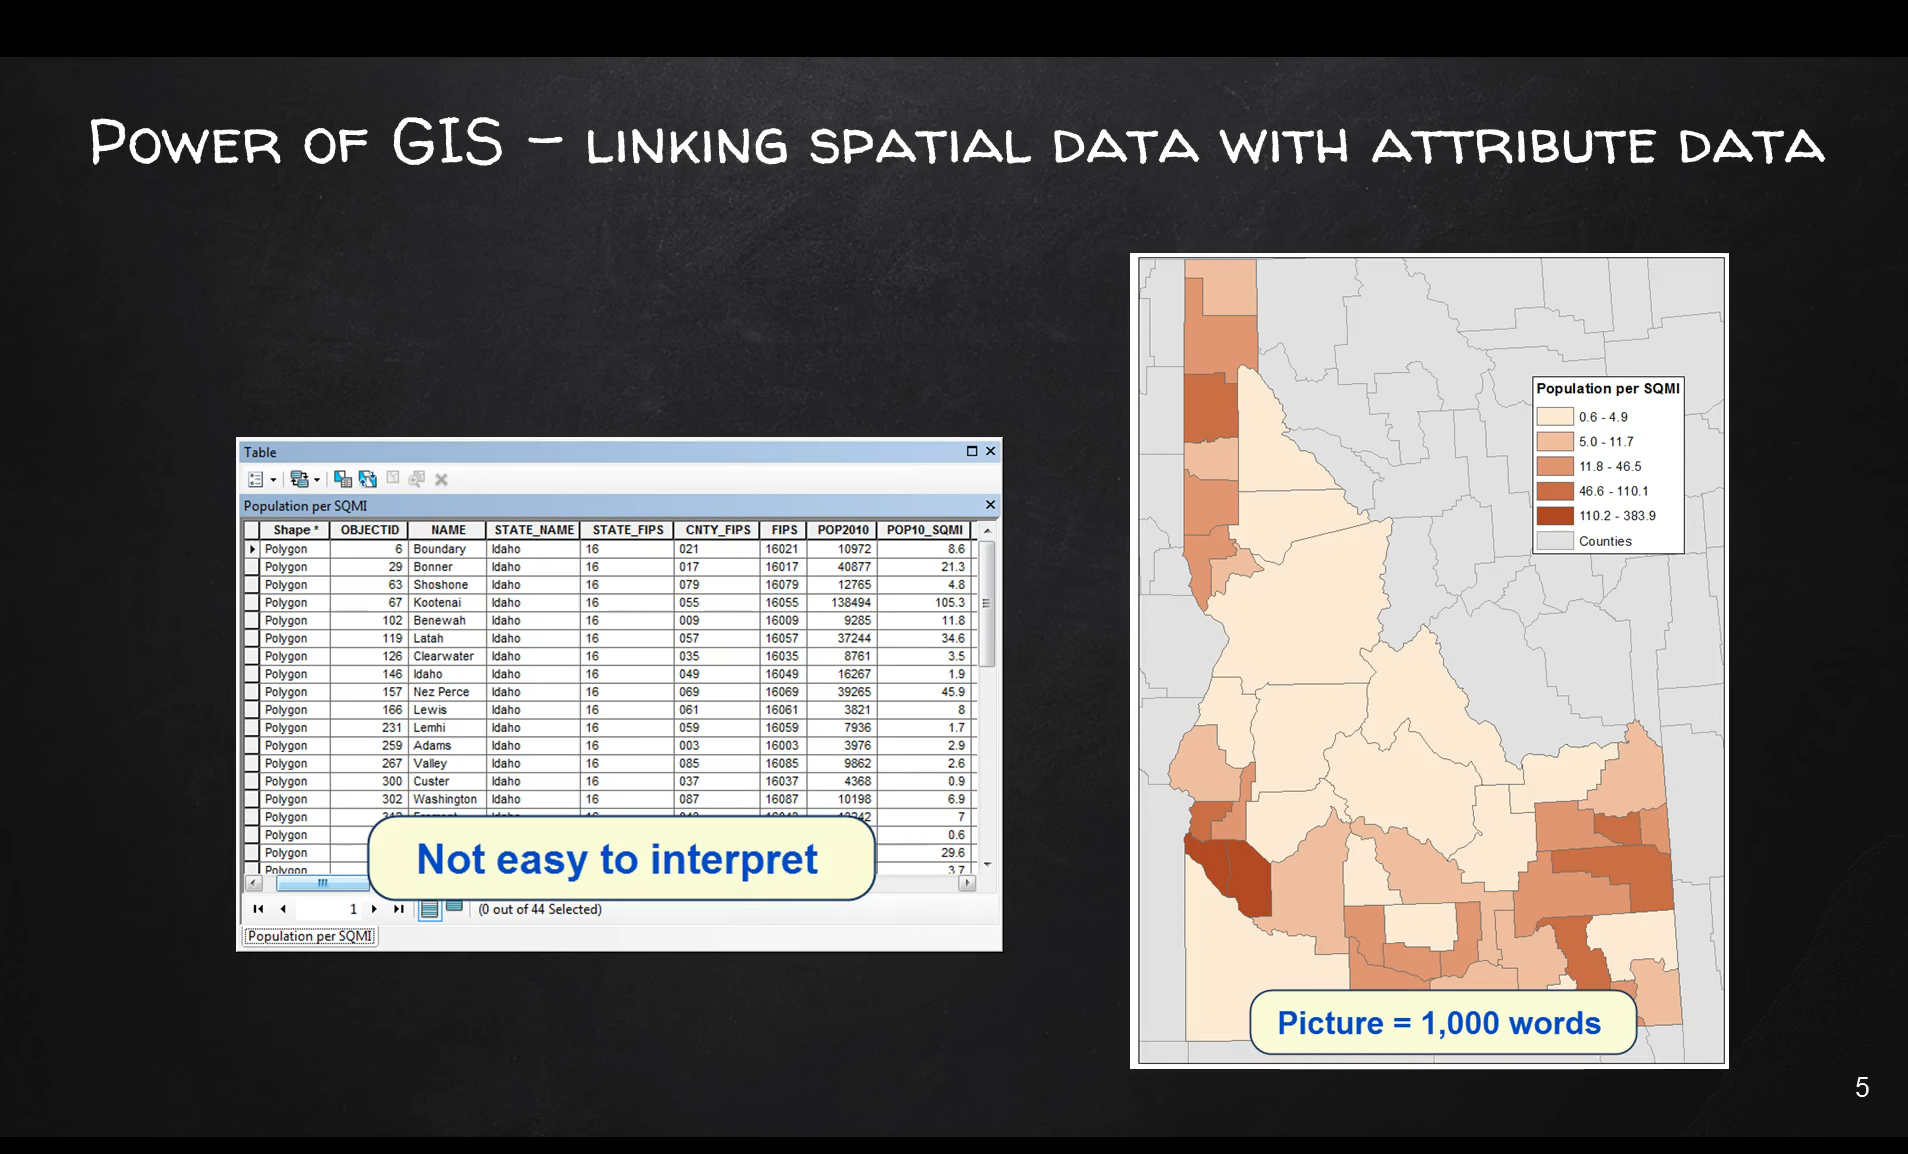 Power of GIS – linking spatial data with attribute data
Table
Population per SQMI
Shape * OBJECTID NAME STATE_NAME STATE_FIPS CNTY_FIPS FIPS POP2010 POP10_SQMI
Polygon 6 Boundary Idaho 16 021 16021 10972 8.6
Polygon 29 Bonner Idaho 16 017 16017 40877 21.3
Polygon 63 Shoshone Idaho 16 079 16079 12765 4.8
Polygon 67 Kootenai Idaho 16 055 16055 138494 105.3
Polygon 102 Benewah Idaho 16 009 16009 9285 11.8
Polygon 119 Latah Idaho 16 057 16057 37244 34.6
Polygon 126 Clearwater Idaho 16 035 16035 8761 3.5
Polygon 146 Idaho Idaho 16 049 16049 16267 1.9
Polygon 157 Nez Perce Idaho 16 069 16069 39265 45.9
Polygon 166 Lewis Idaho 16 061 16061 3821 8
Polygon 231 Lemhi Idaho 16 059 16059 7936 1.7
Polygon 259 Adams Idaho 16 003 16003 3976 2.9
Polygon 267 Valley Idaho 16 085 16085 9862 2.6
Polygon 300 Custer Idaho 16 037 16037 4368 0.9
Polygon 302 Washington Idaho 16 087 16087 10198 6.9
Polygon 7
Polygon 0.6
Polygon 29.6
Polygon 3.7
Not easy to interpret
1 (0 out of 44 Selected)
Population per SQMI
Population per SQMI
0.6 - 4.9
5.0 - 11.7
11.8 - 46.5
46.6 - 110.1
110.2 - 383.9
Counties
Picture = 1,000 words
5